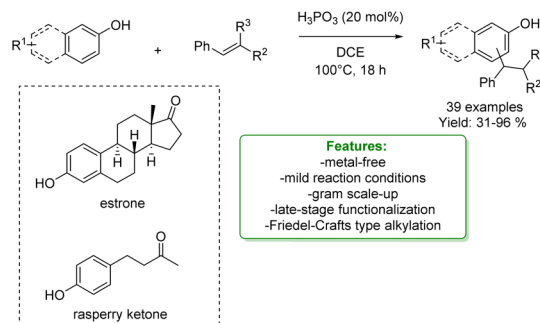 R¹
OH
+
Ph
R³
R²
H₃PO₃ (20 mol%)
DCE
100°C, 18 h
R¹
OH
Ph
R²
39 examples
Yield: 31-96 %
O
H
H
H
HO
estrone
O
HO
rasperry ketone
Features:
-metal-free
-mild reaction conditions
-gram scale-up
-late-stage functionalization
-Friedel-Crafts type alkylation